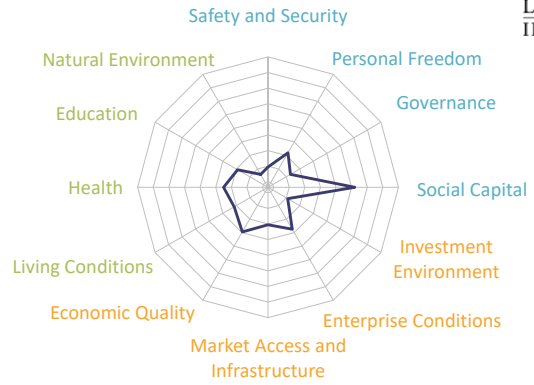 Safety and Security
Personal Freedom
Governance
Social Capital
Investment
Environment
Enterprise Conditions
Market Access and
Infrastructure
Economic Quality
Living Conditions
Health
Education
Natural Environment